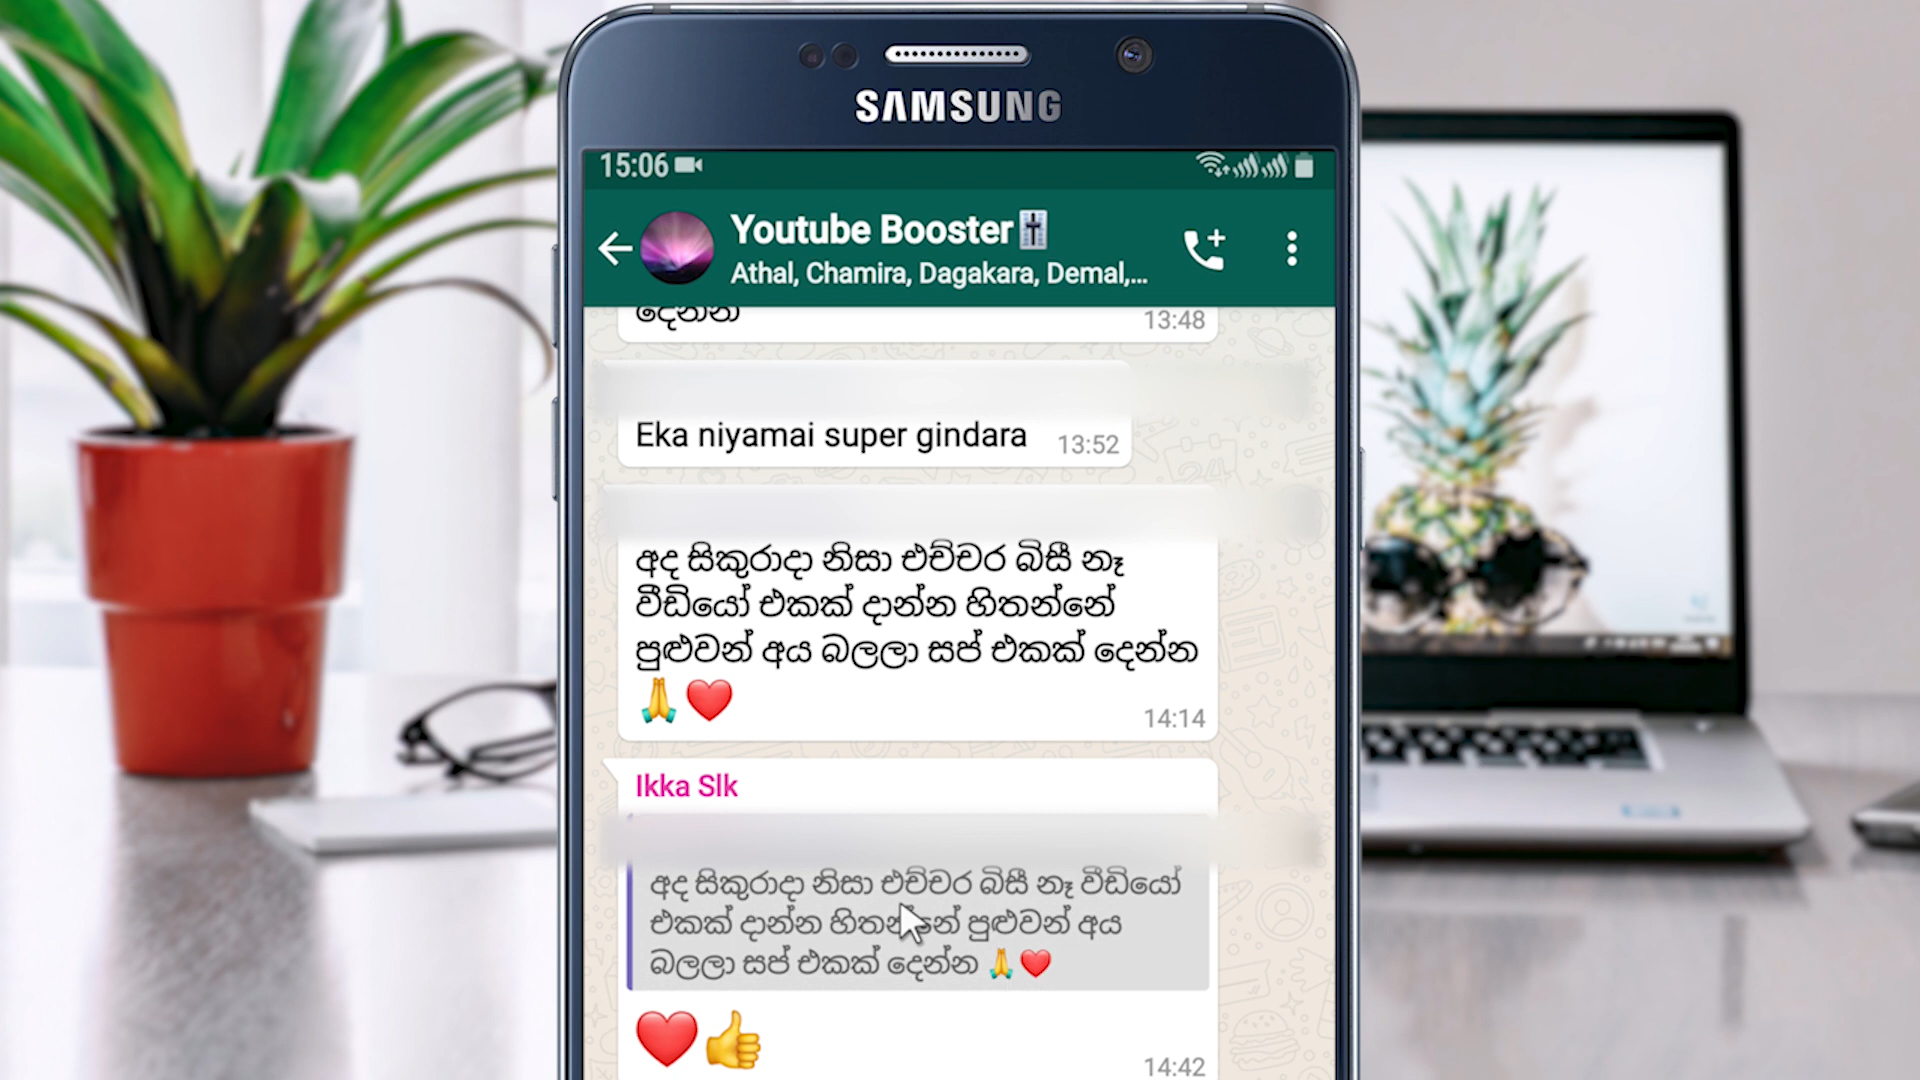 SAMSUNG
15:06
Youtube Booster
Athal, Chamira, Dagakara, Demal,...
දෙන්න
13:48
Eka niyamai super gindara
13:52
අද සිකුරාදා නිසා එච්චර බිසී නෑ
වීඩියෝ එකක් දාන්න හිතන්නේ
පුළුවන් අය බලලා සප් එකක් දෙන්න
🙏❤️
14:14
Ikka Slk
අද සිකුරාදා නිසා එච්චර බිසී නෑ වීඩියෝ
එකක් දාන්න හිතන්නේ පුළුවන් අය
බලලා සප් එකක් දෙන්න 🙏❤️
❤️👍
14:42